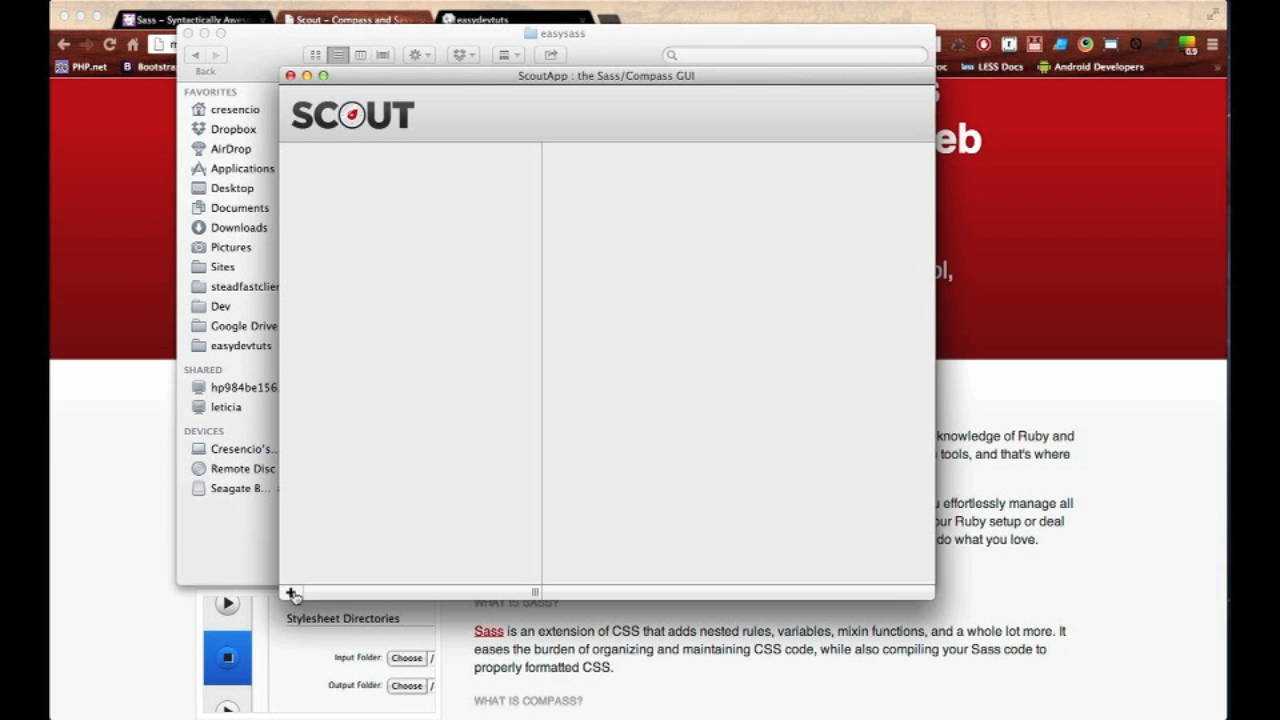 Sass - Syntactically Awes
Scout - Compass and Sass
easydevtuts
PHP.net
B Bootstra
LESS Docs
Android Developers
easysass
Back
ScoutApp : the Sass/Compass GUI
SCOUT
FAVORITES
cresencio
Dropbox
AirDrop
Applications
Desktop
Documents
Downloads
Pictures
Sites
steadfastclier
Dev
Google Drive
easydevtuts
SHARED
hp984be156
leticia
DEVICES
Cresencio's...
Remote Disc
Seagate B...
eb
ol,
knowledge of Ruby and
tools, and that's where
effortlessly manage all
our Ruby setup or deal
do what you love.
Stylesheet Directories
Input Folder: Choose /
Output Folder: Choose /
WHAT IS SASS?
Sass is an extension of CSS that adds nested rules, variables, mixin functions, and a whole lot more. It
eases the burden of organizing and maintaining CSS code, while also compiling your Sass code to
properly formatted CSS.
WHAT IS COMPASS?